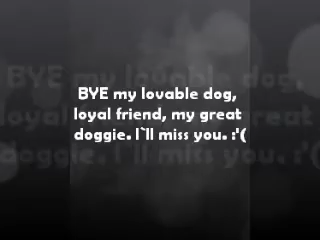 BYE my lovable dog,
loyal friend, my great
doggie. I`ll miss you. :'(